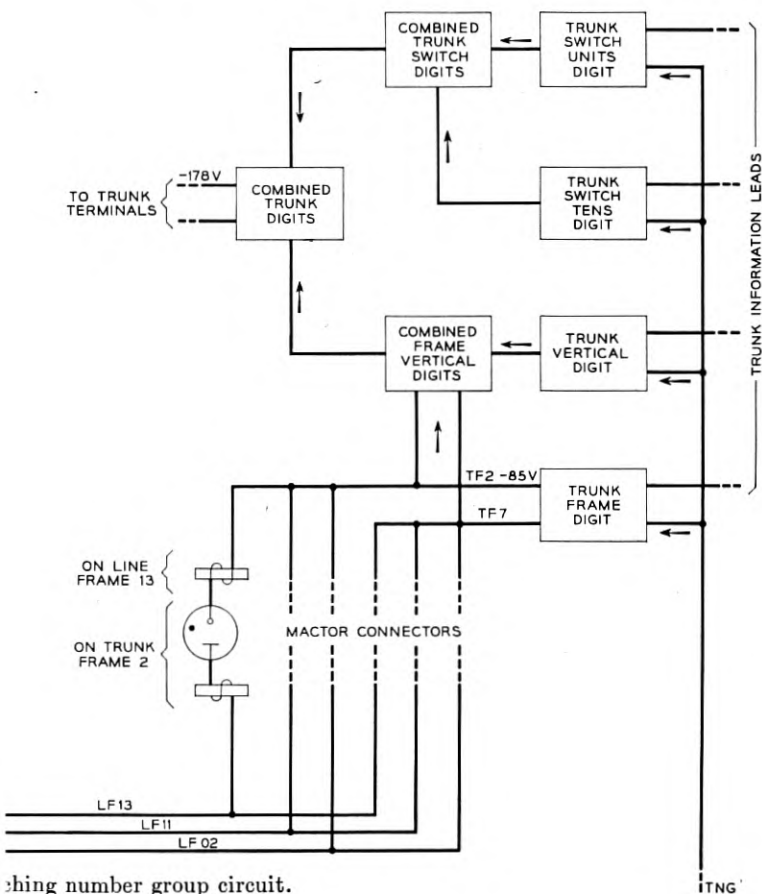 COMBINED
TRUNK
SWITCH
DIGITS
TRUNK
SWITCH
UNITS
DIGIT
-178V
TO TRUNK
TERMINALS
COMBINED
TRUNK
DIGITS
TRUNK
SWITCH
TENS
DIGIT
TRUNK INFORMATION LEADS
COMBINED
FRAME
VERTICAL
DIGITS
TRUNK
VERTICAL
DIGIT
TF2 -85V
TF7
TRUNK
FRAME
DIGIT
ON LINE
FRAME 13
ON TRUNK
FRAME 2
MACTOR CONNECTORS
LF13
LF11
LF02
ching number group circuit.
TNG